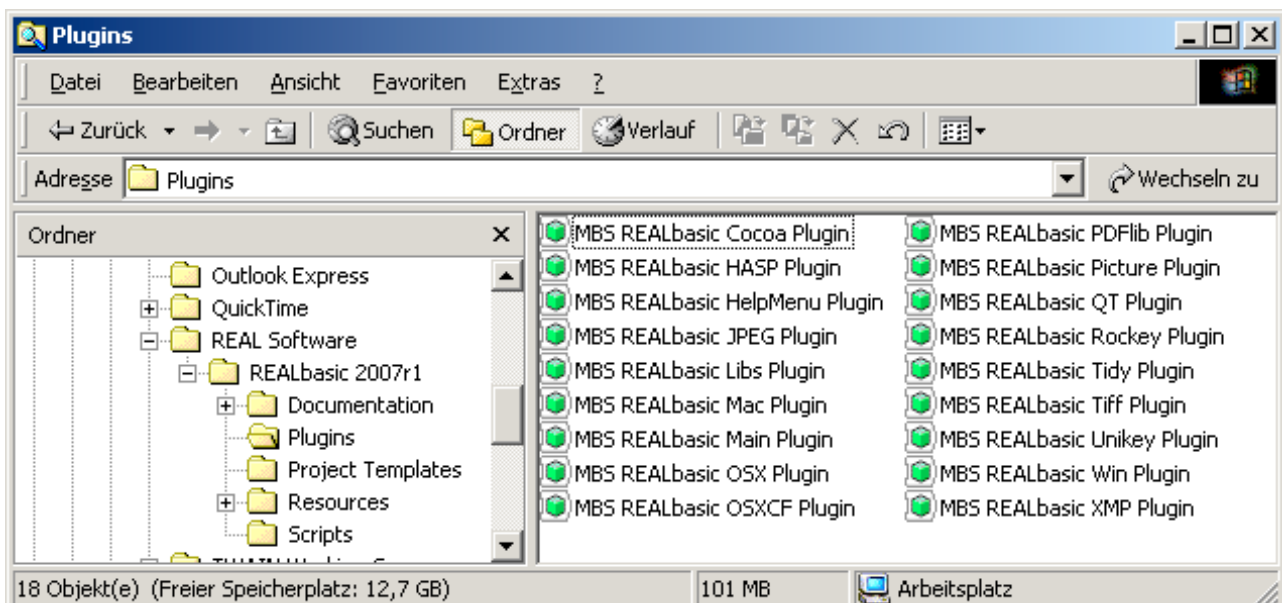 Plugins
Datei Bearbeiten Ansicht Favoriten Extras ?
Zurück Suchen Ordner Verlauf
Adresse Plugins Wechseln zu
Ordner
Outlook Express
QuickTime
REAL Software
REALbasic 2007r1
Documentation
Plugins
Project Templates
Resources
Scripts
MBS REALbasic Cocoa Plugin
MBS REALbasic HASP Plugin
MBS REALbasic HelpMenu Plugin
MBS REALbasic JPEG Plugin
MBS REALbasic Libs Plugin
MBS REALbasic Mac Plugin
MBS REALbasic Main Plugin
MBS REALbasic OSX Plugin
MBS REALbasic OSXCF Plugin
MBS REALbasic PDFlib Plugin
MBS REALbasic Picture Plugin
MBS REALbasic QT Plugin
MBS REALbasic Rockey Plugin
MBS REALbasic Tidy Plugin
MBS REALbasic Tiff Plugin
MBS REALbasic Unikey Plugin
MBS REALbasic Win Plugin
MBS REALbasic XMP Plugin
18 Objekt(e) (Freier Speicherplatz: 12,7 GB) 101 MB Arbeitsplatz